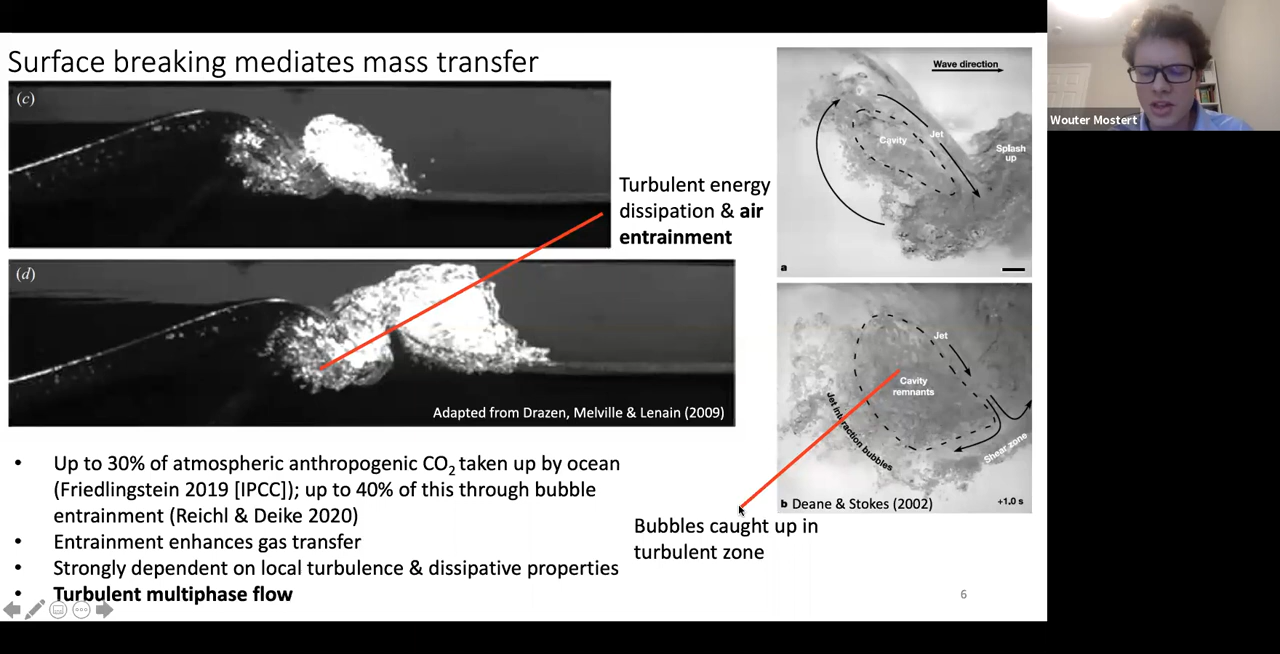 Surface breaking mediates mass transfer
(c)
Turbulent energy
dissipation & air
entrainment
(d)
Adapted from Drazen, Melville & Lenain (2009)
• Up to 30% of atmospheric anthropogenic CO2 taken up by ocean
(Friedlingstein 2019 [IPCC]); up to 40% of this through bubble
entrainment (Reichl & Deike 2020)
• Entrainment enhances gas transfer
• Strongly dependent on local turbulence & dissipative properties
• Turbulent multiphase flow
Wave direction
Cavity
Jet
Splash
up
a
Jet
Cavity
remnants
Jet interaction bubbles
Shear zone
b Deane & Stokes (2002)
+1.0 s
Bubbles caught up in
turbulent zone
6
Wouter Mostert